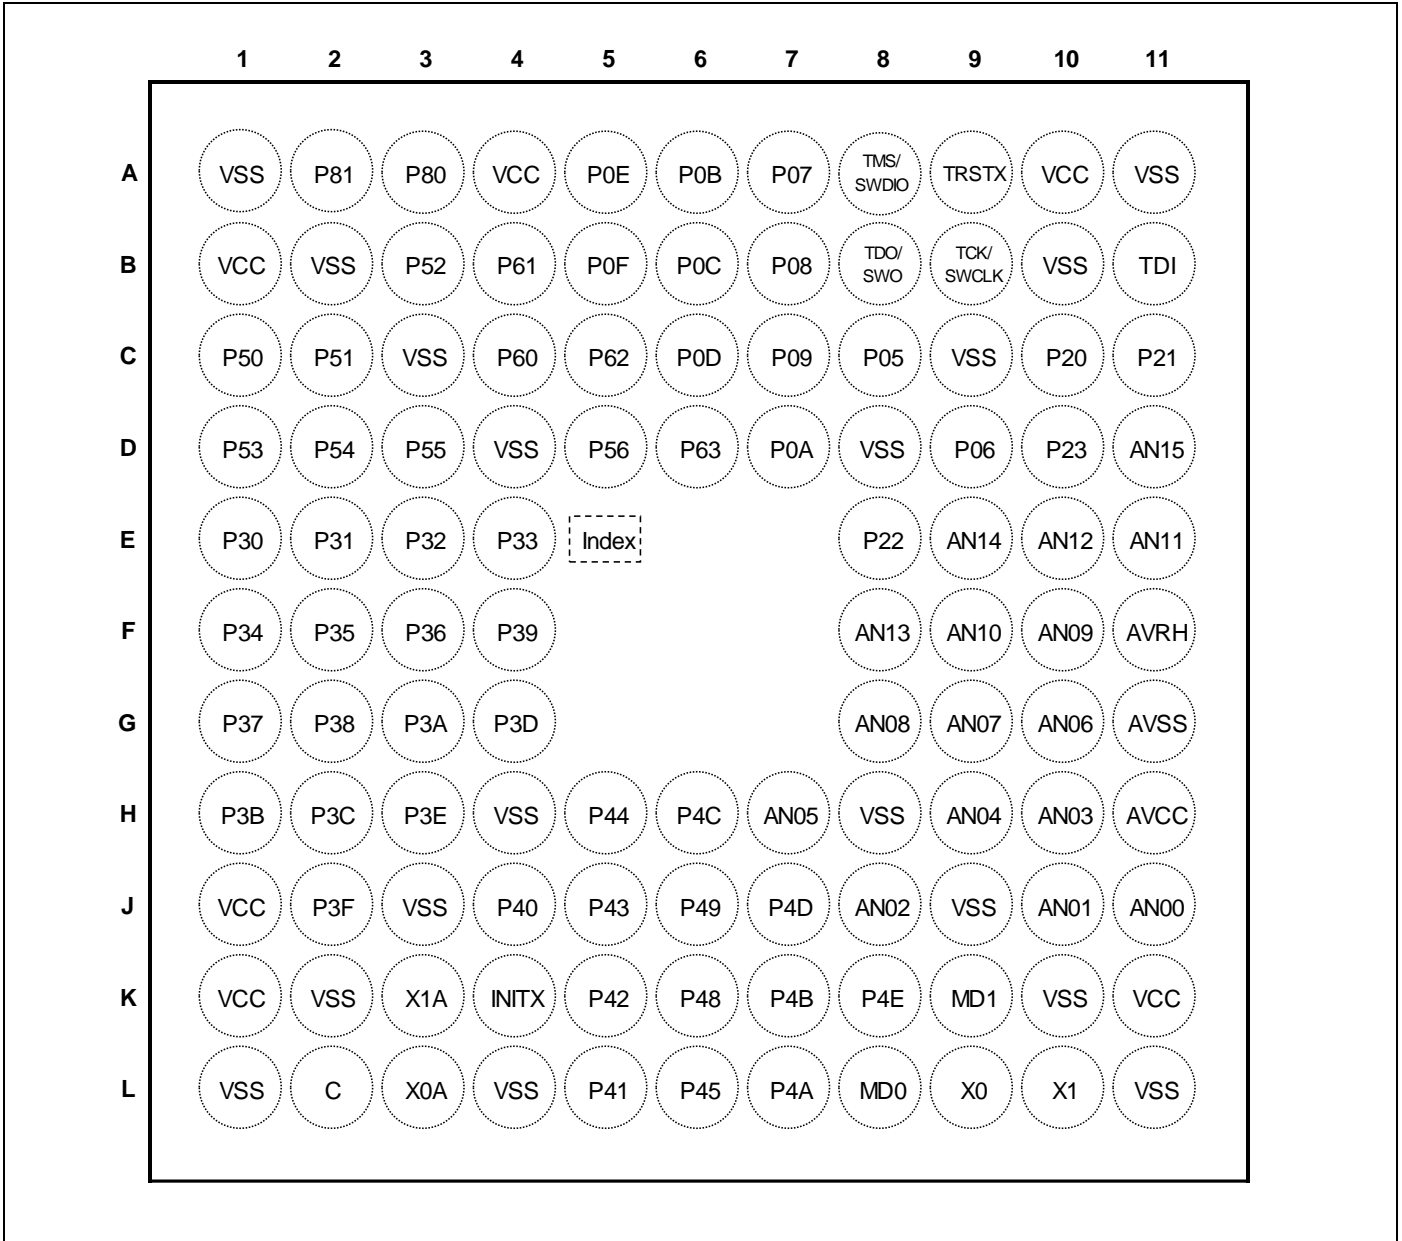 1 2 3 4 5 6 7 8 9 10 11
A VSS P81 P80 VCC P0E P0B P07 TMS/ SWDIO TRSTX VCC VSS
B VCC VSS P52 P61 P0F P0C P08 TDO/ SWO TCK/ SWCLK VSS TDI
C P50 P51 VSS P60 P62 P0D P09 P05 VSS P20 P21
D P53 P54 P55 VSS P56 P63 P0A VSS P06 P23 AN15
E P30 P31 P32 P33 Index P22 AN14 AN12 AN11
F P34 P35 P36 P39 AN13 AN10 AN09 AVRH
G P37 P38 P3A P3D AN08 AN07 AN06 AVSS
H P3B P3C P3E VSS P44 P4C AN05 VSS AN04 AN03 AVCC
J VCC P3F VSS P40 P43 P49 P4D AN02 VSS AN01 AN00
K VCC VSS X1A INITX P42 P48 P4B P4E MD1 VSS VCC
L VSS C X0A VSS P41 P45 P4A MD0 X0 X1 VSS